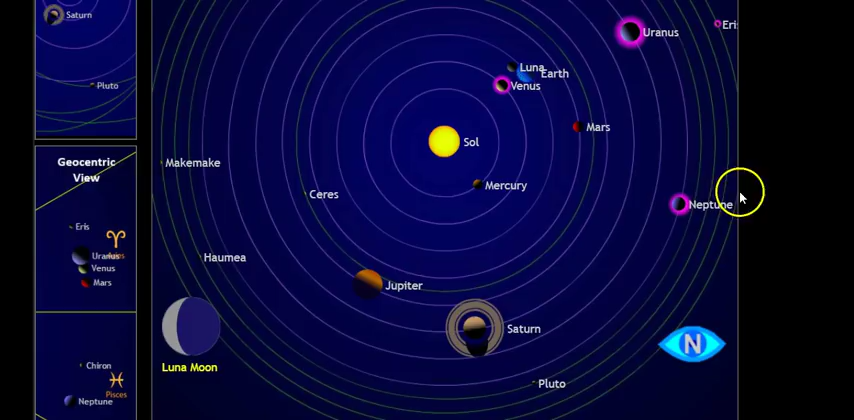 Saturn
Pluto
Geocentric
View
Eris
Uranus
Venus
Mars
Chiron
Pisces
Neptune
Uranus
Luna
Earth
Venus
Mars
Sol
Makemake
Mercury
Ceres
Neptune
Haumea
Jupiter
Saturn
N
Luna Moon
Pluto